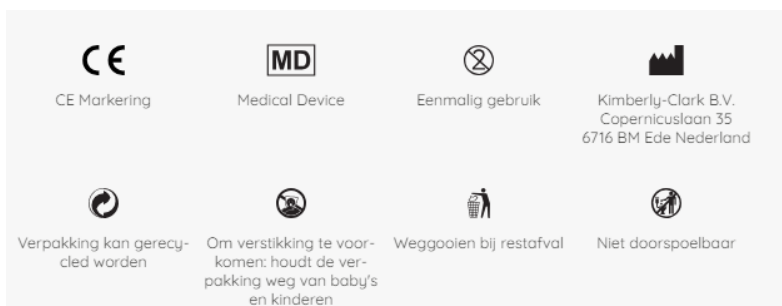 CE
MD
2
CE Markering
Medical Device
Eenmalig gebruik
Kimberly-Clark B.V.
Copernicuslaan 35
6716 BM Ede Nederland
Verpakking kan gerecy-
cled worden
Om verstikking te voor-
komen: houdt de ver-
pakking weg van baby's
en kinderen
Weggooien bij restafval
Niet doorspoelbaar